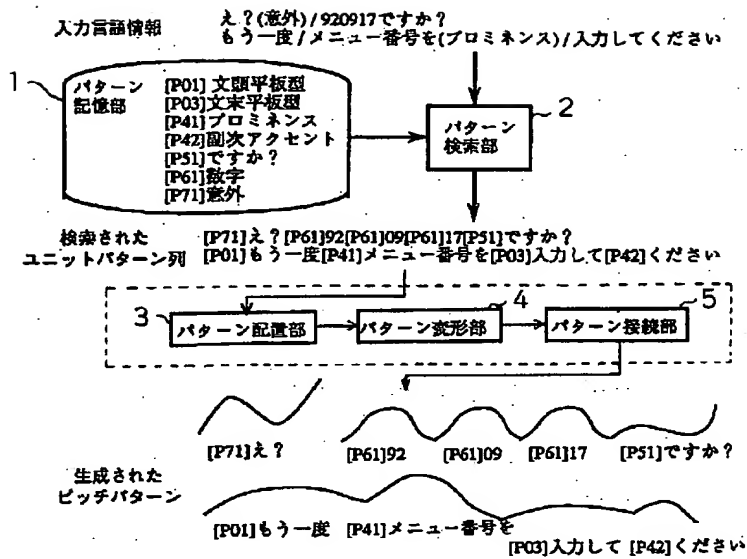 入力言語情報
え?(意外)/920917ですか?
もう一度/メニュー番号を(プロミネンス)/入力してください
1
パターン
記憶部
[P01]文頭平板型
[P03]文末平板型
[P41]プロミネンス
[P42]副次アクセント
[P51]ですか?
[P61]数字
[P71]意外
2
パターン
検索部
検索された
ユニットパターン列
[P71]え?[P61]92[P61]09[P61]17[P51]ですか?
[P01]もう一度[P41]メニュー番号を[P03]入力して[P42]ください
3
パターン配置部
4
パターン変形部
5
パターン接続部
[P71]え?
[P61]92
[P61]09
[P61]17
[P51]ですか?
生成された
ピッチパターン
[P01]もう一度
[P41]メニュー番号を
[P03]入力して
[P42]ください